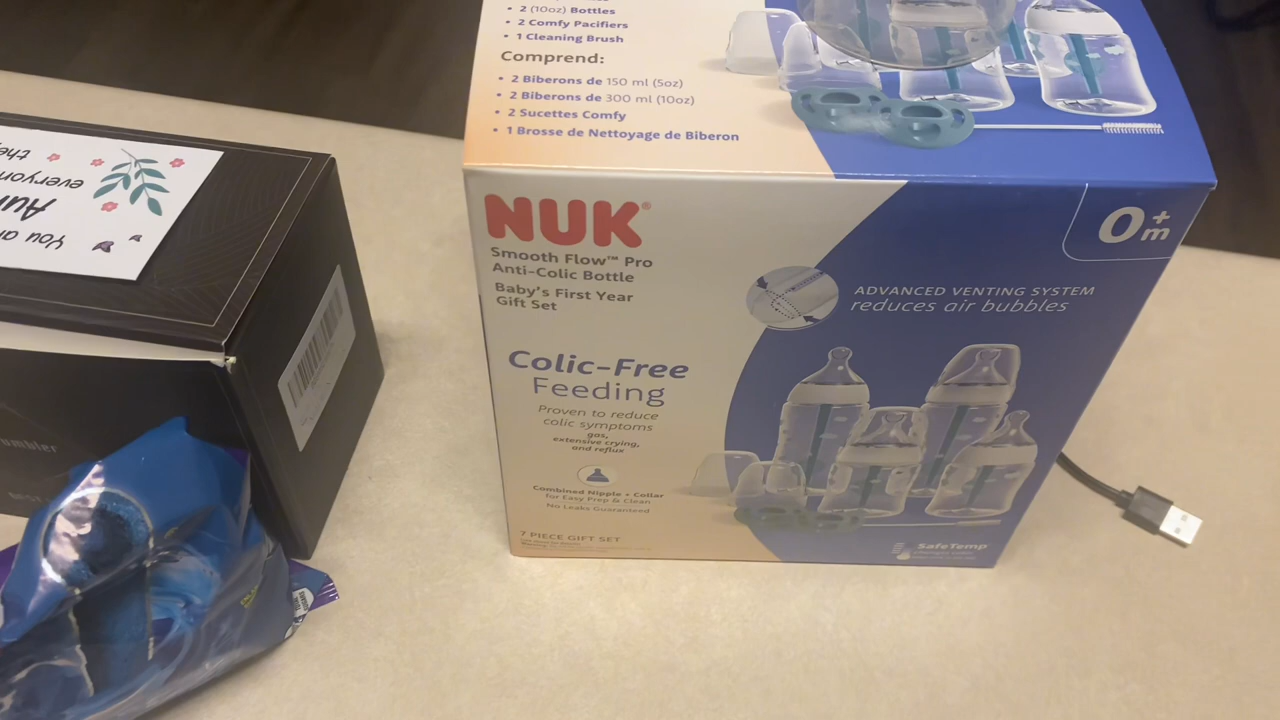 • 2 (10oz) Bottles
• 2 Comfy Pacifiers
• 1 Cleaning Brush
Comprend:
• 2 Biberons de 150 ml (5oz)
• 2 Biberons de 300 ml (10oz)
• 2 Sucettes Comfy
• 1 Brosse de Nettoyage de Biberon
NUK®
Smooth Flow™ Pro
Anti-Colic Bottle
Baby's First Year
Gift Set
0+m
ADVANCED VENTING SYSTEM
reduces air bubbles
Colic-Free
Feeding
Proven to reduce
colic symptoms
gas,
extensive crying,
and reflux
Combined Nipple + Collar
for Easy Prep & Clean
No Leaks Guaranteed
7 PIECE GIFT SET
SafeTemp
You
everyon
the